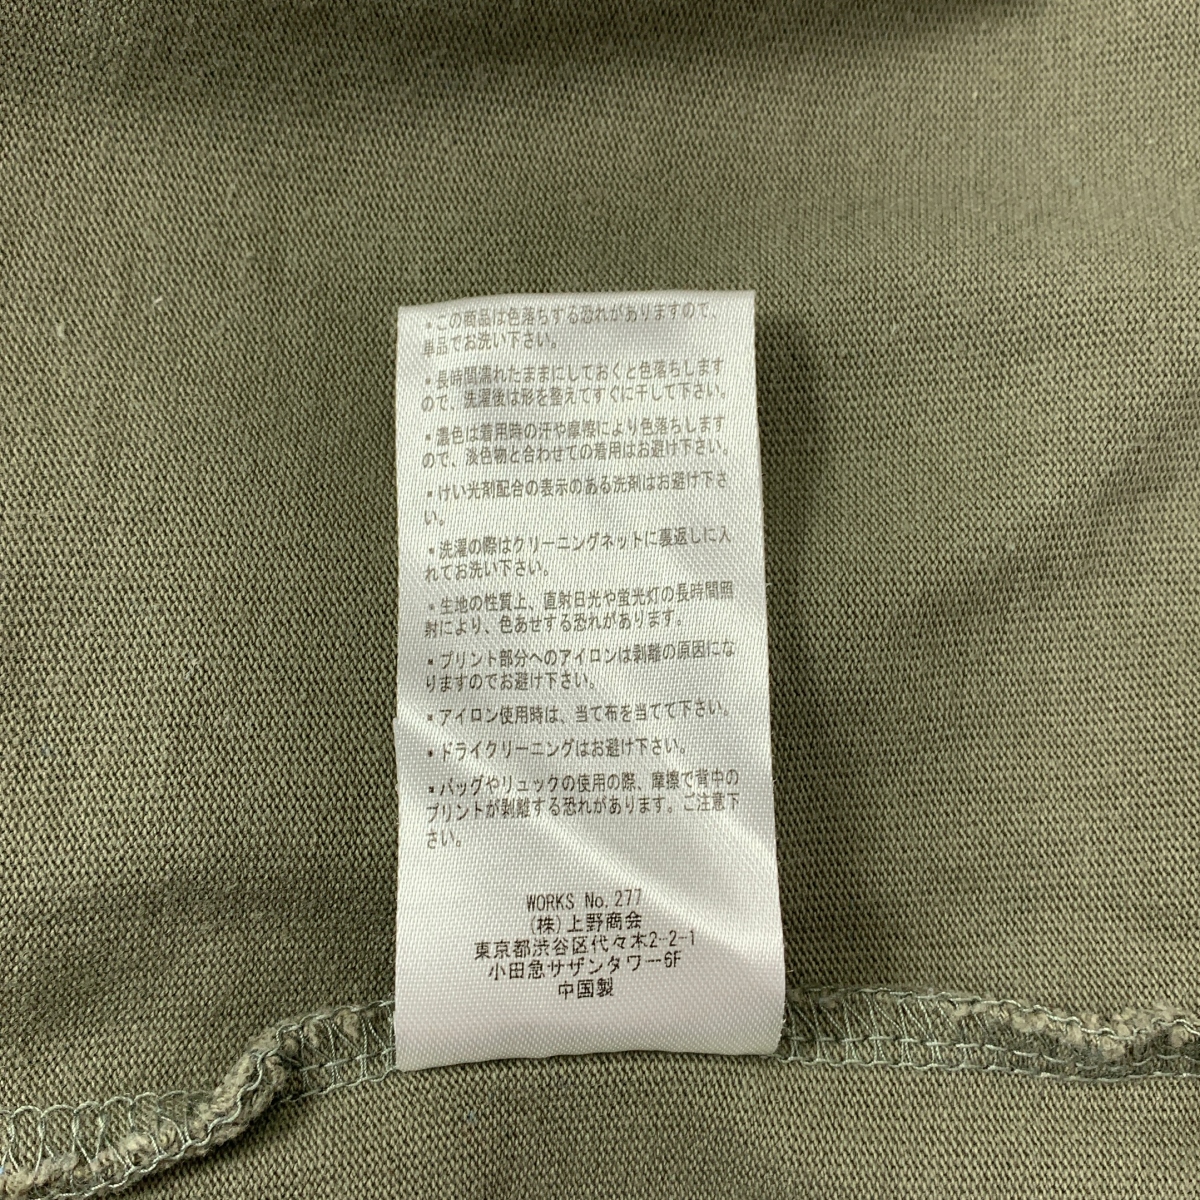 ▪この商品は色落ちする恐れがありますので、
単品でお洗い下さい。
▪長時間濡れたままにしておくと色落ちします
ので、洗濯後は形を整えてすぐに干して下さい。
▪濃色は着用時の汗や摩擦により色落ちします
ので、淡色物と合わせての着用はお避け下さい。
▪けい光剤配合の表示のある洗剤はお避け下さ
い。
▪洗濯の際はクリーニングネットに裏返しに入
れてお洗い下さい。
▪生地の性質上、直射日光や蛍光灯の長時間照
射により、色あせする恐れがあります。
▪プリント部分へのアイロンは剥離の原因にな
りますのでお避け下さい。
▪アイロン使用時は、当て布を当てて下さい。
▪ドライクリーニングはお避け下さい。
▪バッグやリュックの使用の際、摩擦で背中の
プリントが剥離する恐れがあります。ご注意下
さい。
WORKS No.277
(株)上野商会
東京都渋谷区代々木2-2-1
小田急サザンタワー6F
中国製